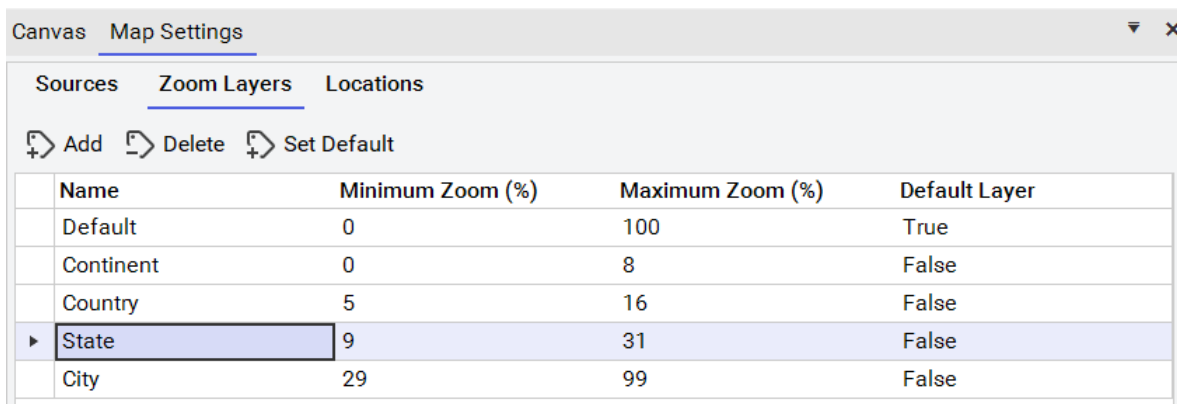 Canvas Map Settings
Sources Zoom Layers Locations
Add Delete Set Default
Name Minimum Zoom (%) Maximum Zoom (%) Default Layer
Default 0 100 True
Continent 0 8 False
Country 5 16 False
State 9 31 False
City 29 99 False